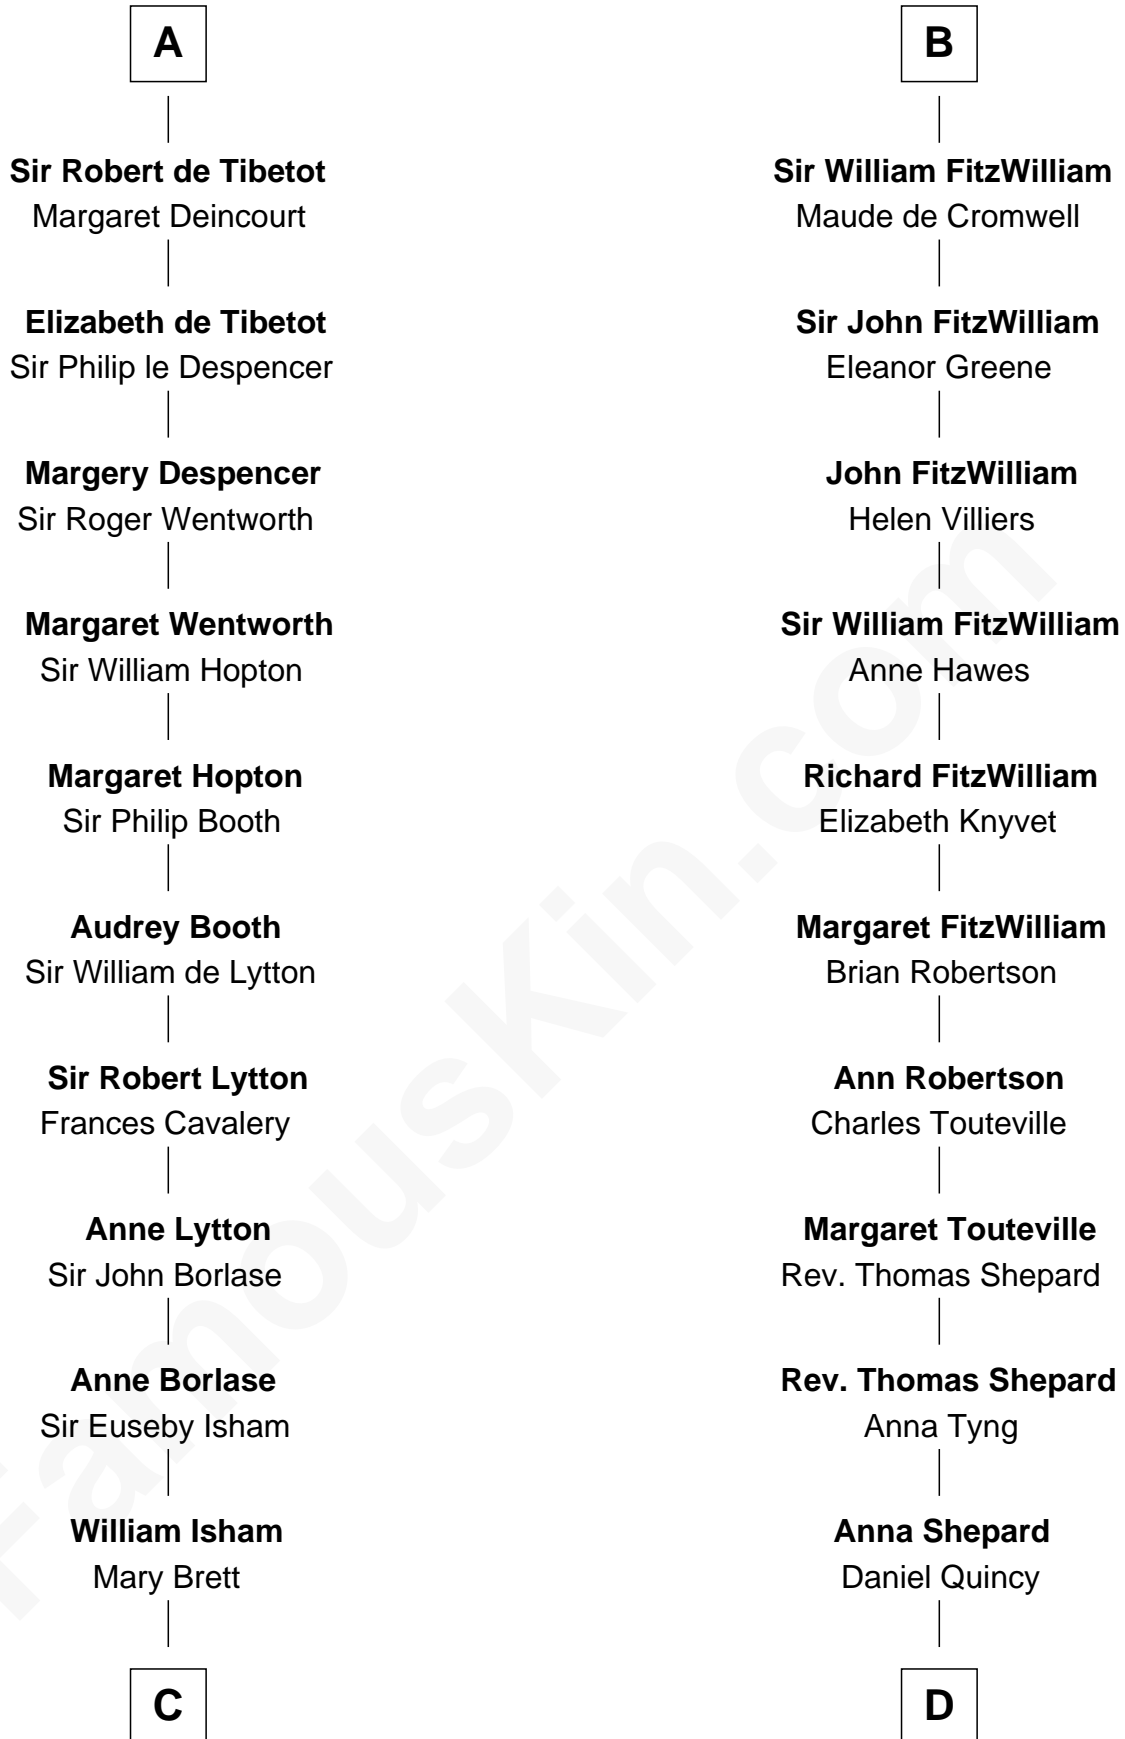 A
Sir Robert de Tibetot
Margaret Deincourt
Elizabeth de Tibetot
Sir Philip le Despencer
Margery Despencer
Sir Roger Wentworth
Margaret Wentworth
Sir William Hopton
Margaret Hopton
Sir Philip Booth
Audrey Booth
Sir William de Lytton
Sir Robert Lytton
Frances Cavalery
Anne Lytton
Sir John Borlase
Anne Borlase
Sir Euseby Isham
William Isham
Mary Brett
C
B
Sir William FitzWilliam
Maude de Cromwell
Sir John FitzWilliam
Eleanor Greene
John FitzWilliam
Helen Villiers
Sir William FitzWilliam
Anne Hawes
Richard FitzWilliam
Elizabeth Knyvet
Margaret FitzWilliam
Brian Robertson
Ann Robertson
Charles Touteville
Margaret Touteville
Rev. Thomas Shepard
Rev. Thomas Shepard
Anna Tyng
Anna Shepard
Daniel Quincy
D
FamousKin.com